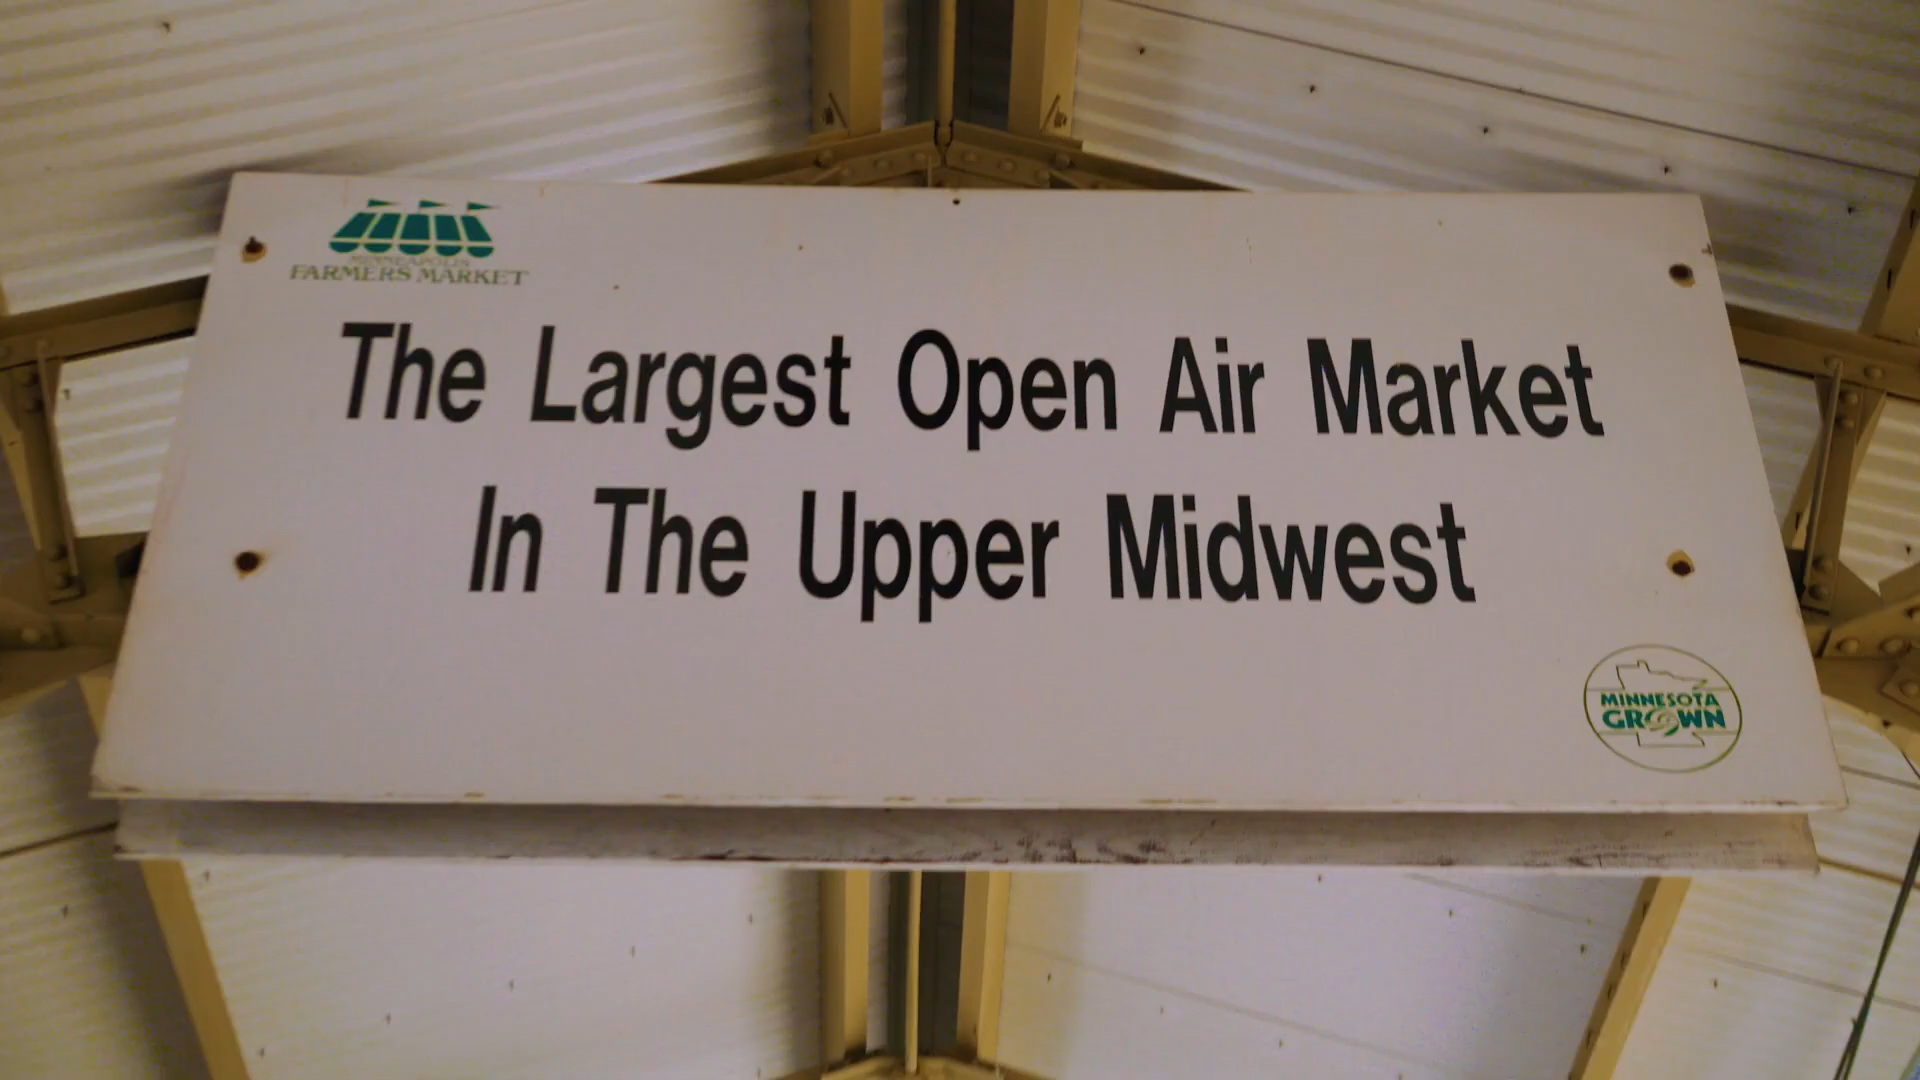 MINNEAPOLIS
FARMERS MARKET
The Largest Open Air Market
In The Upper Midwest
MINNESOTA
GROWN